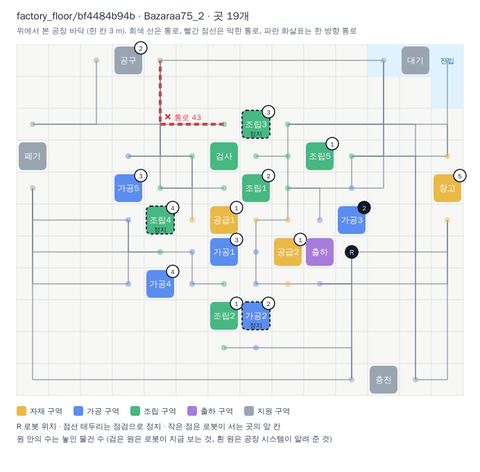 factory_floor/bf4484b94b · Bazaraa75_2 · 곳 19개
위에서 본 공장 바닥 (한 칸 3 m). 회색 선은 통로, 빨간 점선은 막힌 통로, 파란 화살표는 한 방향 통로
공구 2
대기
진입
✖ 통로 43
조립3 정지 3
폐기
검사
조립1 2
조립5 1
가공5 3
조립4 정지 4
공급1 1
가공3 2
창고 5
가공1 3
공급2 1
출하
R
가공4 4
조립2 1
가공2 정지 1
충전
자재 구역
가공 구역
조립 구역
출하 구역
지원 구역
R 로봇 위치 · 점선 테두리는 점검으로 정지 · 작은 점은 로봇이 서는 곳의 앞 칸
원 안의 수는 놓인 물건 수 (검은 원은 로봇이 지금 보는 것, 흰 원은 공장 시스템이 알려 준 것)